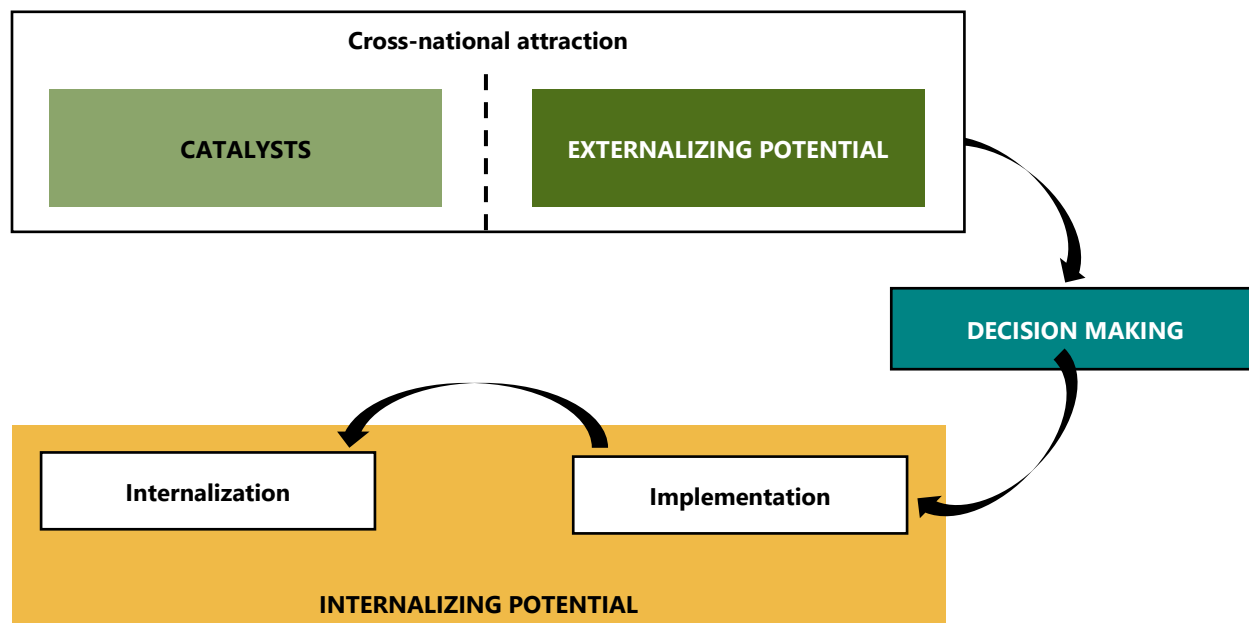 Cross-national attraction
CATALYSTS
EXTERNALIZING POTENTIAL
DECISION MAKING
Internalization
Implementation
INTERNALIZING POTENTIAL